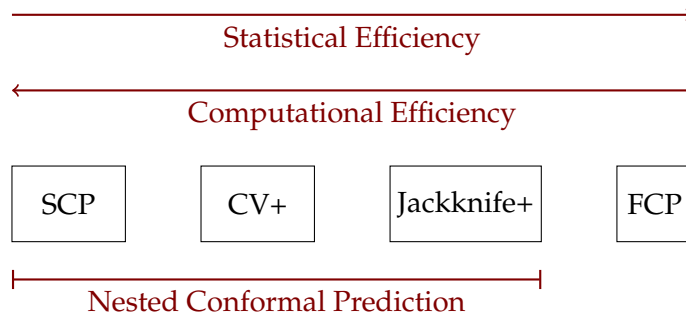 Statistical Efficiency
Computational Efficiency
SCP CV+ Jackknife+ FCP
Nested Conformal Prediction